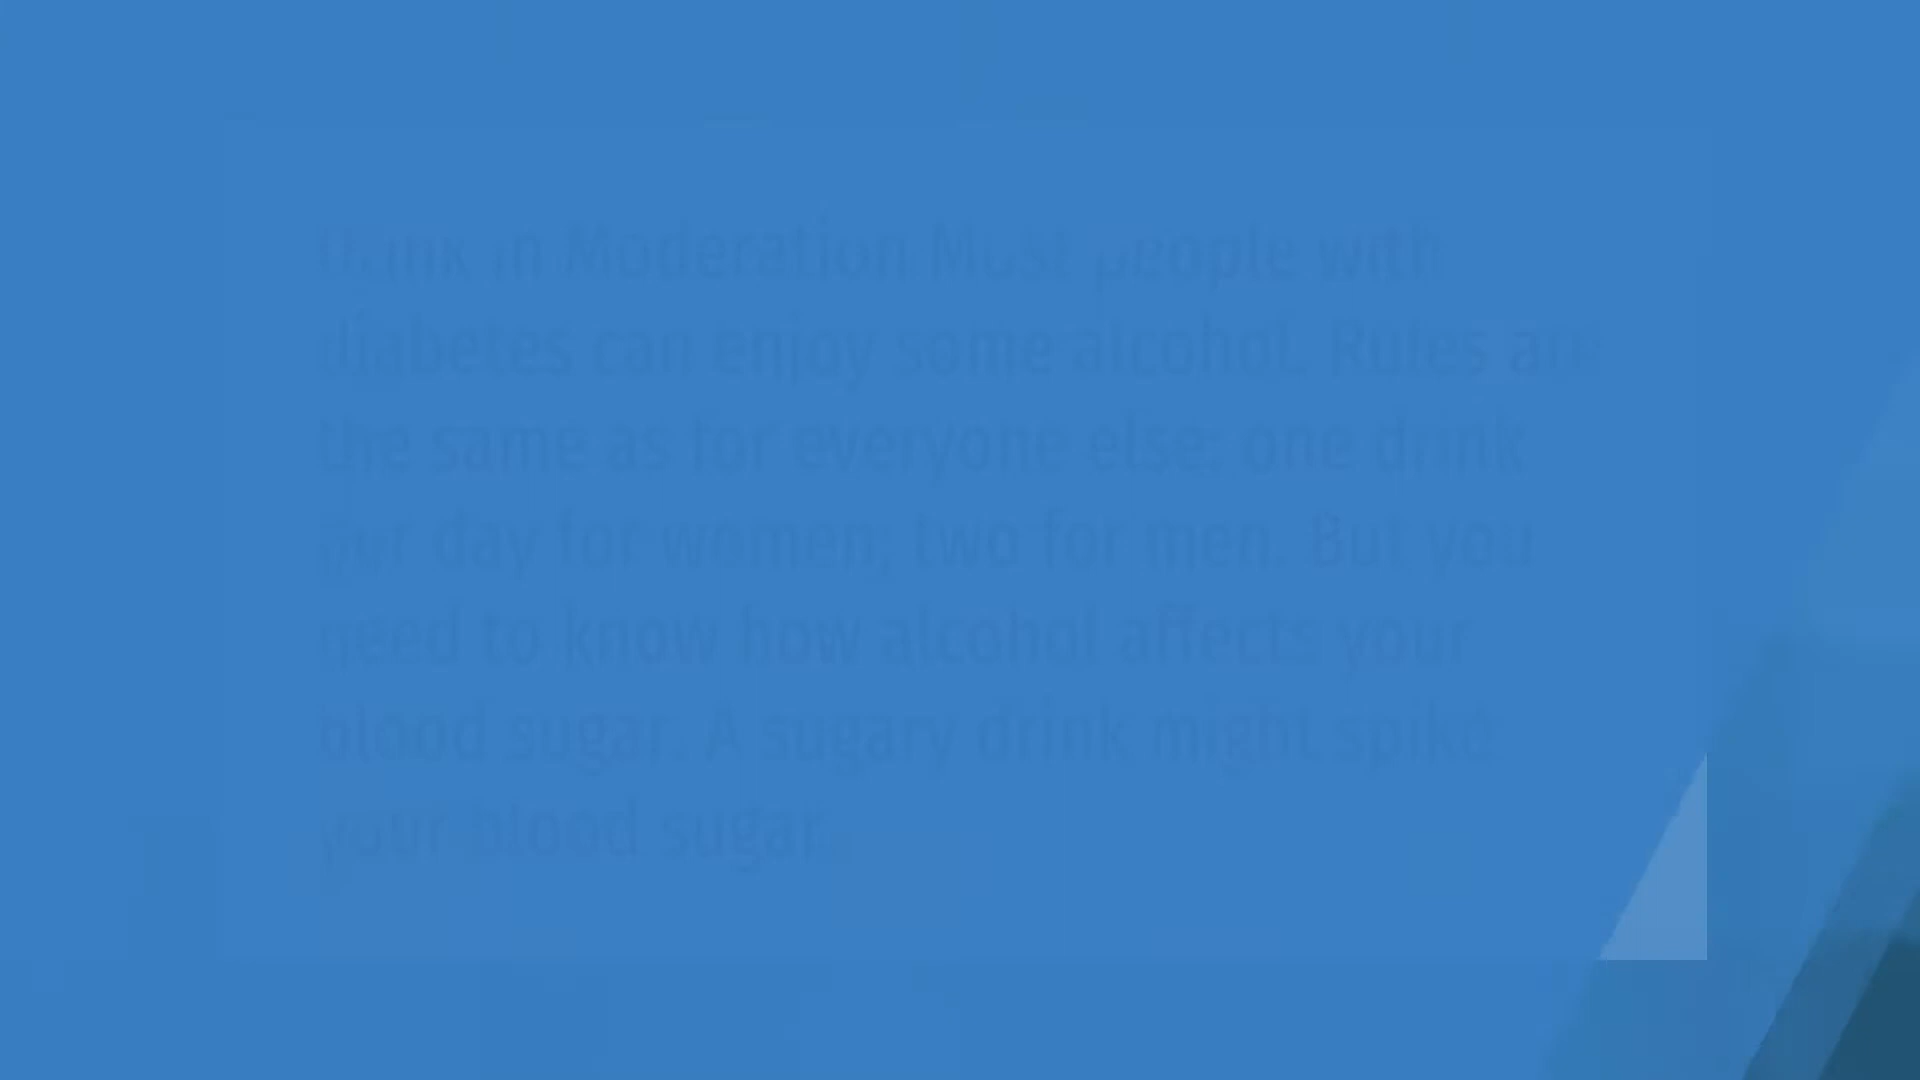 Drink in Moderation Most people with
diabetes can enjoy some alcohol. Rules are
the same as for everyone else: one drink
per day for women; two for men. But you
need to know how alcohol affects your
blood sugar. A sugary drink might spike
your blood sugar.